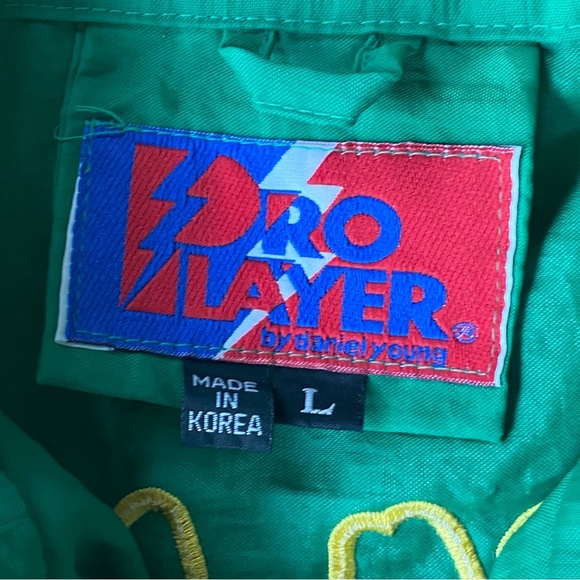 PRO
PLAYER®
by daniel young
MADE
IN
KOREA
L